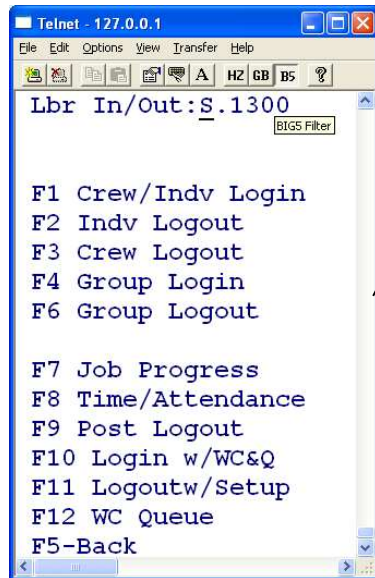 Telnet - 127.0.0.1
File Edit Options View Transfer Help
A HZ GB B5 ?
Lbr In/Out:S.1300
BIG5 Filter
F1 Crew/Indv Login
F2 Indv Logout
F3 Crew Logout
F4 Group Login
F6 Group Logout
F7 Job Progress
F8 Time/Attendance
F9 Post Logout
F10 Login w/WC&Q
F11 Logoutw/Setup
F12 WC Queue
F5-Back